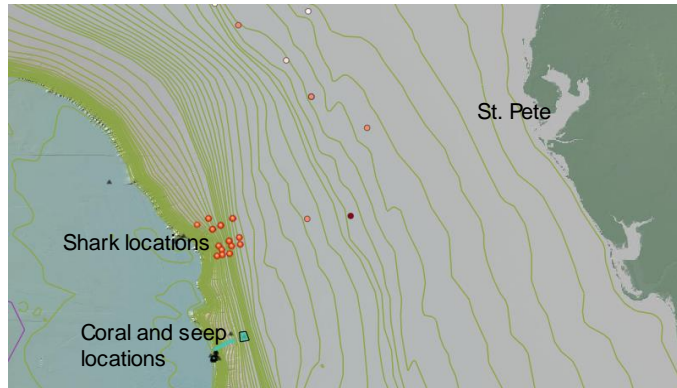 St. Pete
Shark locations
Coral and seep
locations